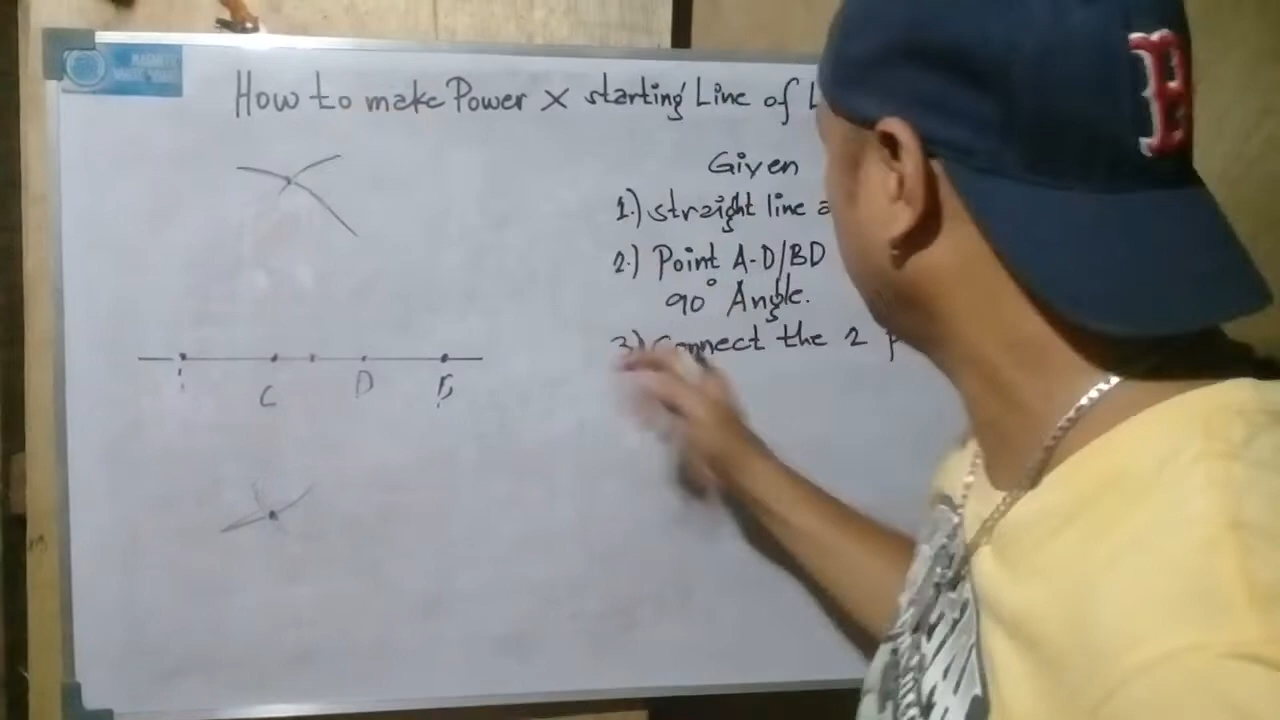 How to make Power X starting Line of L
Given
1.) straight line a
2.) Point A-D/BD
90° Angle.
3.) Connect the 2 p
C D B
B